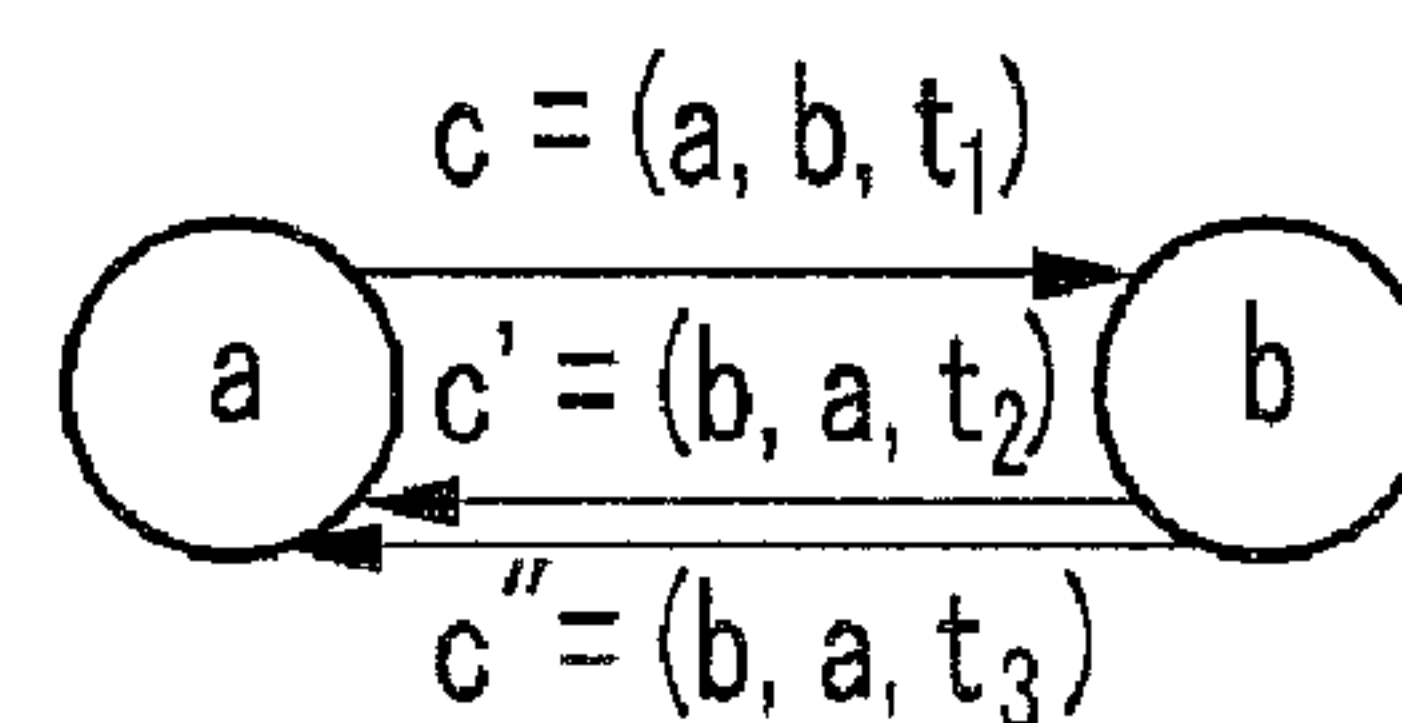 c = (a, b, t₁)
a
c' = (b, a, t₂)
b
c" = (b, a, t₃)